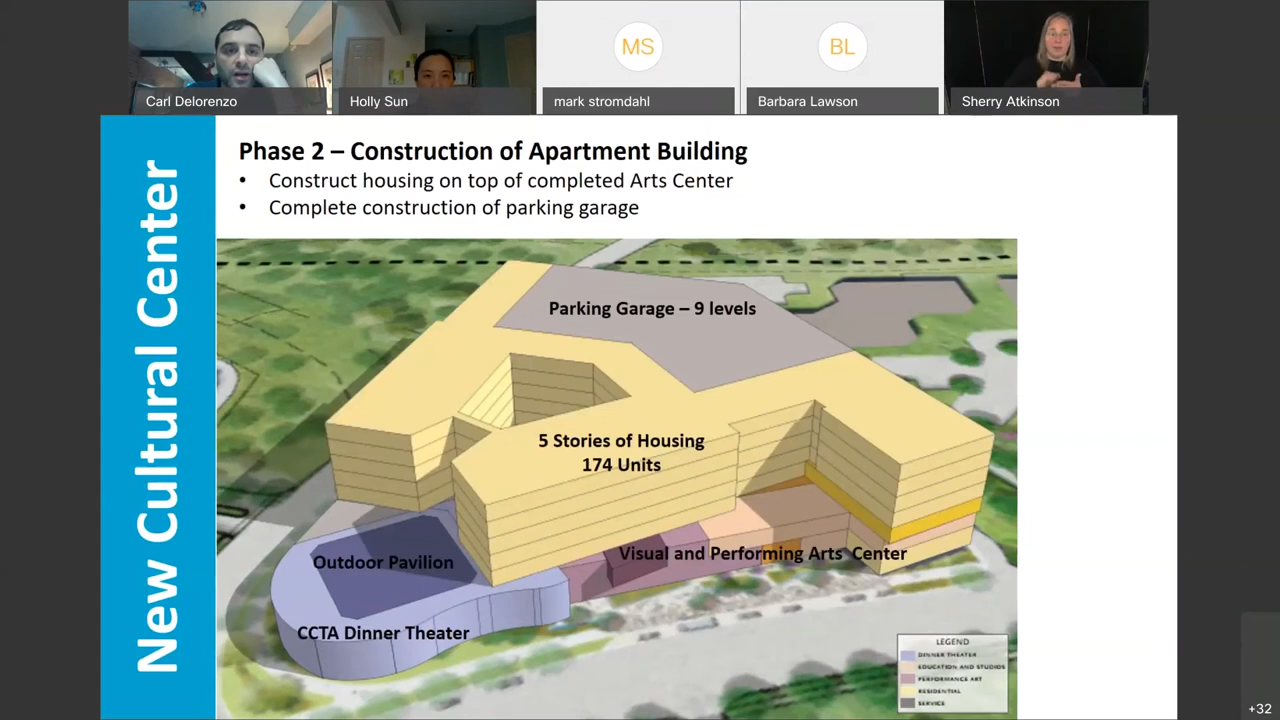 MS
BL
Carl Delorenzo
Holly Sun
mark stromdahl
Barbara Lawson
Sherry Atkinson
New Cultural Center
Phase 2 – Construction of Apartment Building
• Construct housing on top of completed Arts Center
• Complete construction of parking garage
Parking Garage – 9 levels
5 Stories of Housing
174 Units
Visual and Performing Arts Center
Outdoor Pavilion
CCTA Dinner Theater
LEGEND
DINNER THEATER
EDUCATION AND STUDIOS
PERFORMANCE ART
RESIDENTIAL
SERVICE
+32